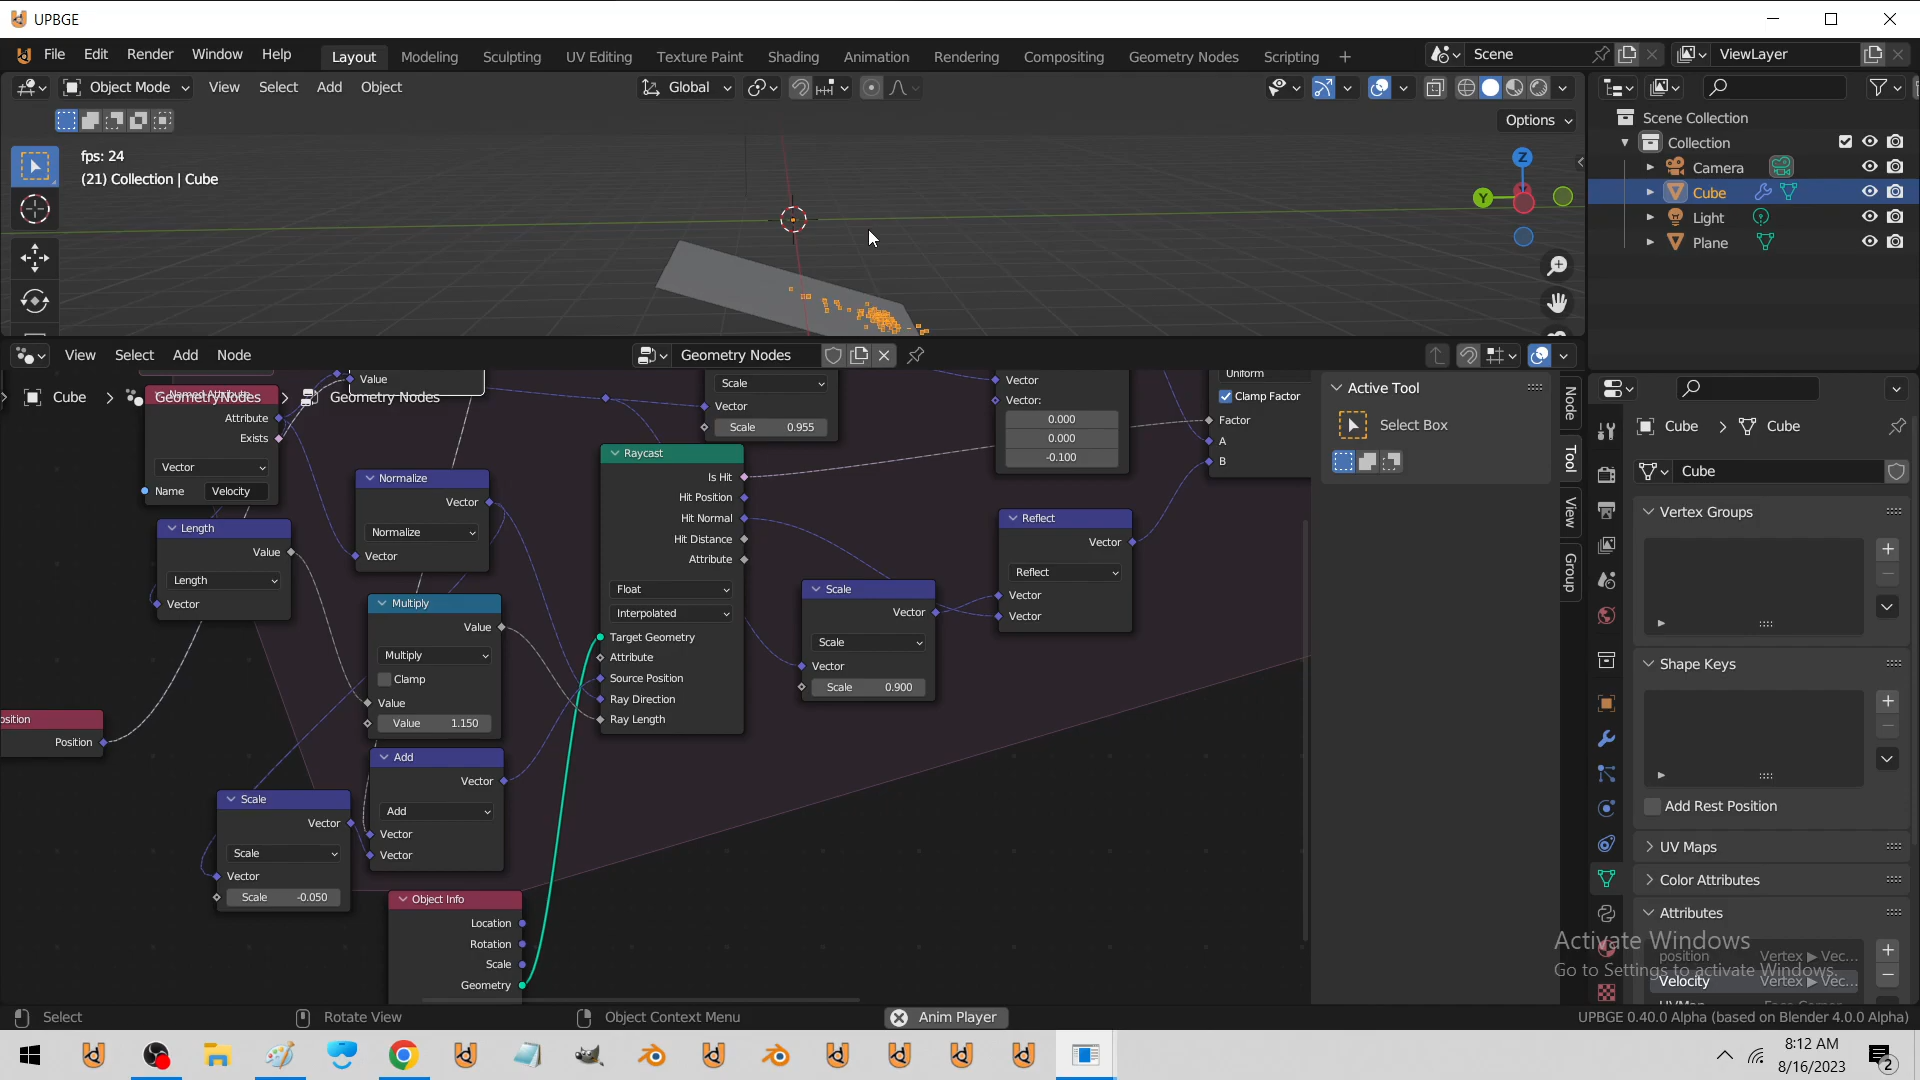 UPBGE
File Edit Render Window Help Layout Modeling Sculpting UV Editing Texture Paint Shading Animation Rendering Compositing Geometry Nodes Scripting + Scene ViewLayer
Object Mode View Select Add Object Global
Options
fps: 24
(21) Collection | Cube
Z
Y
Scene Collection
Collection
Camera
Cube
Light
Plane
View Select Add Node Geometry Nodes
Cube > GeometryNodes > Geometry Nodes
Attribute
Exists
Vector
Name Velocity
Length
Value
Length
Vector
Position
Scale
Vector
Scale
Vector
Scale -0.050
Value
Normalize
Vector
Normalize
Vector
Multiply
Value
Multiply
Clamp
Value
Value 1.150
Add
Vector
Add
Vector
Vector
Object Info
Location
Rotation
Scale
Geometry
Scale
Vector
Scale 0.955
Raycast
Is Hit
Hit Position
Hit Normal
Hit Distance
Attribute
Float
Interpolated
Target Geometry
Attribute
Source Position
Ray Direction
Ray Length
Scale
Vector
Scale
Vector
Scale 0.900
Vector
Vector:
0.000
0.000
-0.100
Reflect
Vector
Reflect
Vector
Vector
Uniform
Clamp Factor
Factor
A
B
Active Tool
Select Box
Node
Tool
View
Group
Cube > Cube
Cube
Vertex Groups
Shape Keys
Add Rest Position
UV Maps
Color Attributes
Attributes
position Vertex ▶ Vec...
Velocity Vertex ▶ Vec...
Activate Windows
Go to Settings to activate Windows.
Select Rotate View Object Context Menu Anim Player UPBGE 0.40.0 Alpha (based on Blender 4.0.0 Alpha)
8:12 AM
8/16/2023
2